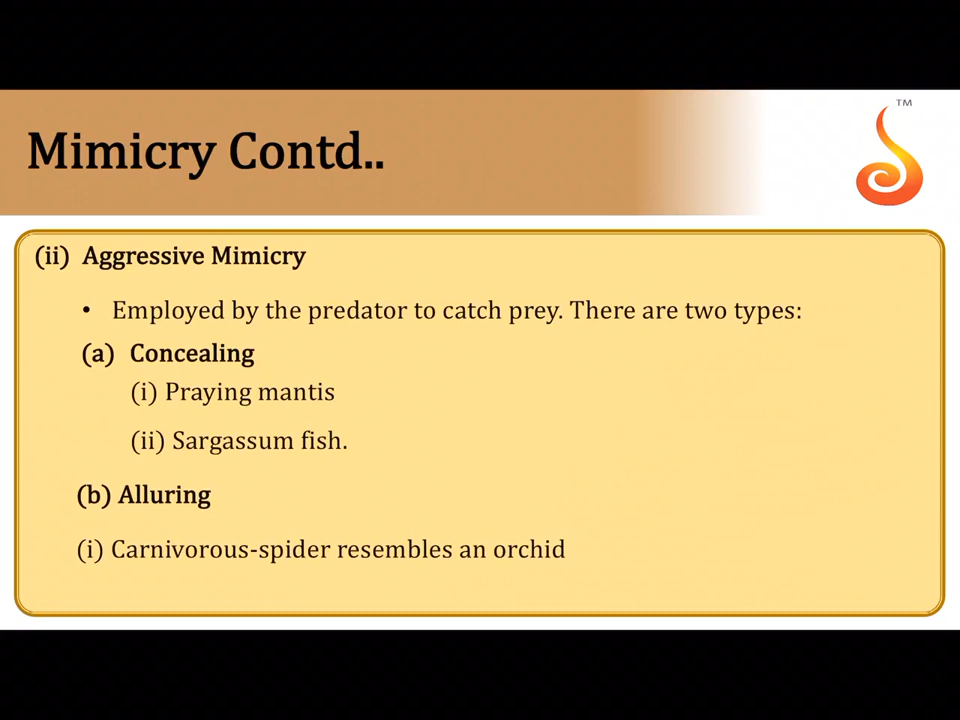 Mimicry Contd..
TM
(ii) Aggressive Mimicry
• Employed by the predator to catch prey. There are two types:
(a) Concealing
(i) Praying mantis
(ii) Sargassum fish.
(b) Alluring
(i) Carnivorous-spider resembles an orchid